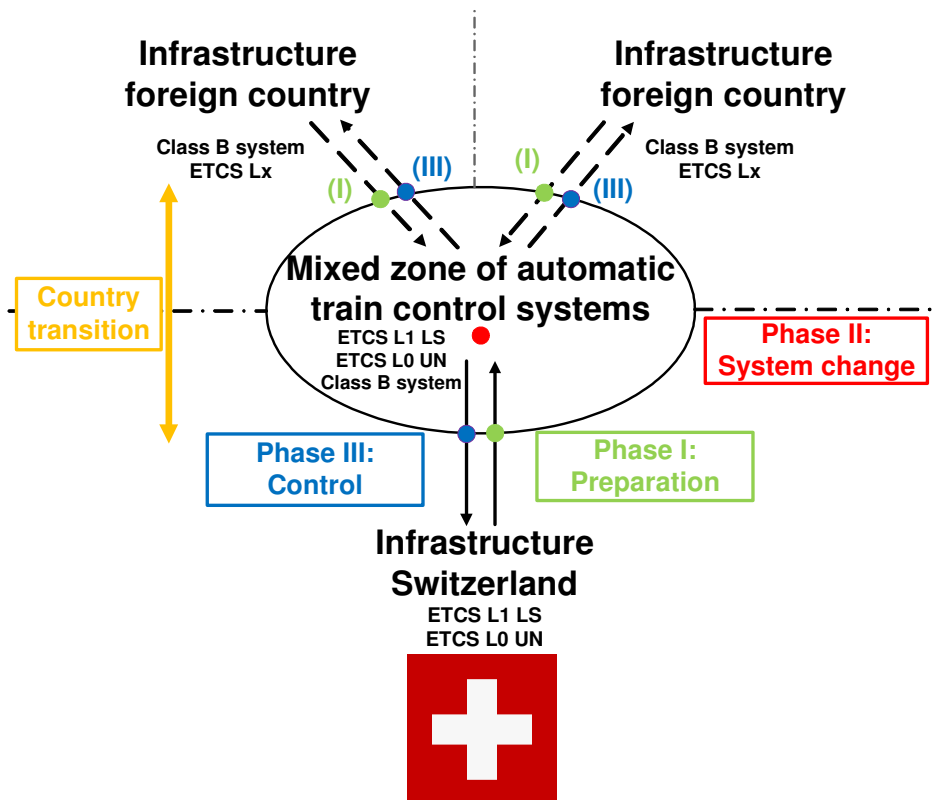 Infrastructure
foreign country
Class B system
ETCS Lx
(I)
(III)
Infrastructure
foreign country
Class B system
ETCS Lx
(I)
(III)
Country
transition
Mixed zone of automatic
train control systems
ETCS L1 LS
ETCS L0 UN
Class B system
Phase II:
System change
Phase III:
Control
Phase I:
Preparation
Infrastructure
Switzerland
ETCS L1 LS
ETCS L0 UN